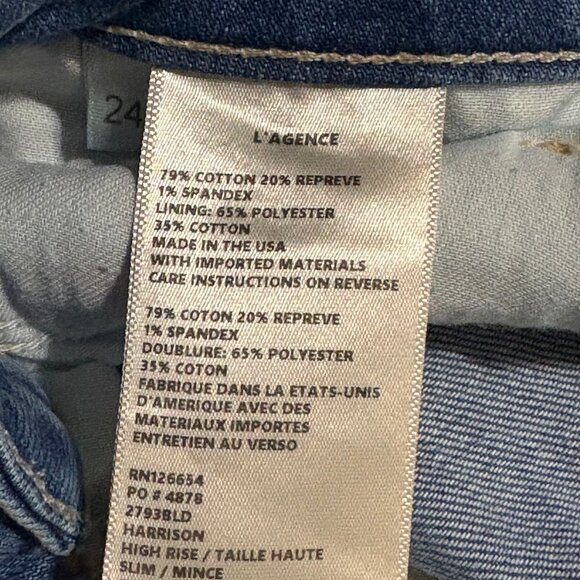 24
L'AGENCE
79% COTTON 20% REPREVE
1% SPANDEX
LINING: 65% POLYESTER
35% COTTON
MADE IN THE USA
WITH IMPORTED MATERIALS
CARE INSTRUCTIONS ON REVERSE
79% COTON 20% REPREVE
1% SPANDEX
DOUBLURE: 65% POLYESTER
35% COTON
FABRIQUE DANS LA ETATS-UNIS
D'AMERIQUE AVEC DES
MATERIAUX IMPORTES
ENTRETIEN AU VERSO
RN126654
PO # 4878
2793BLD
HARRISON
HIGH RISE / TAILLE HAUTE
SLIM / MINCE